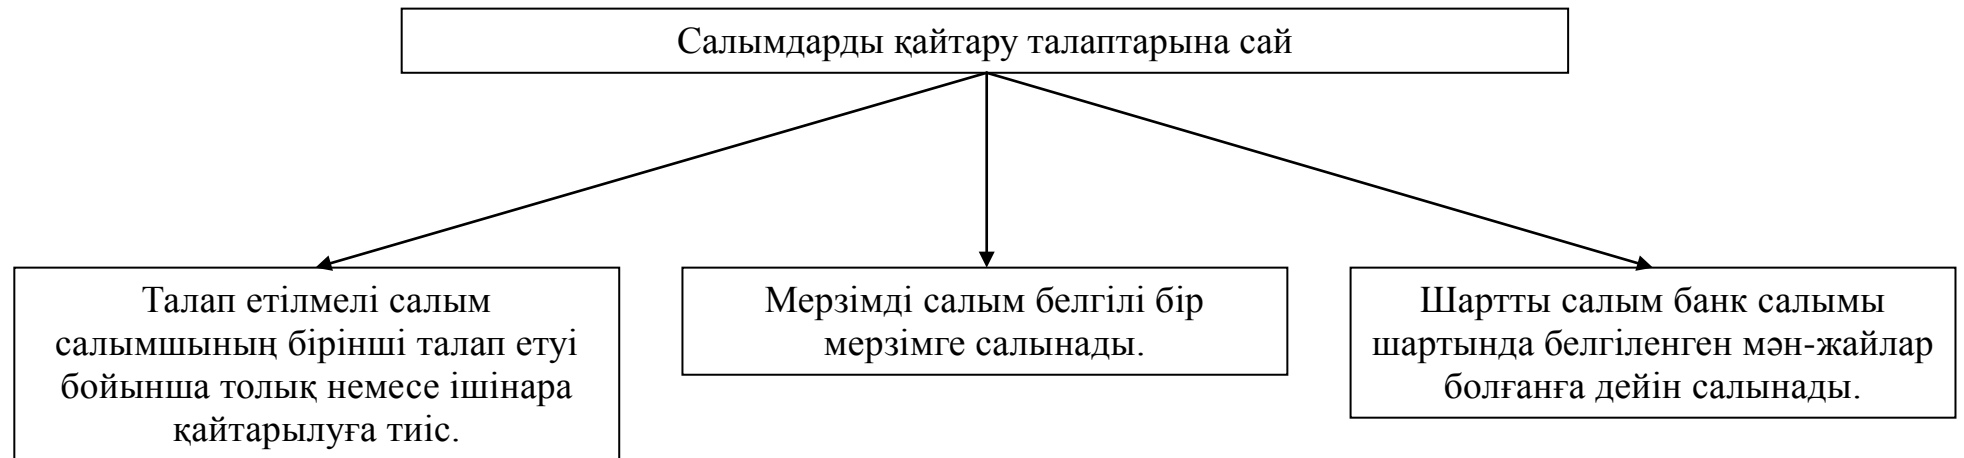 Салымдарды қайтару талаптарына сай
Талап етілмелі салым
салымшының бірінші талап етуі
бойынша толық немесе ішінара
қайтарылуға тиіс.
Мерзімді салым белгілі бір
мерзімге салынады.
Шартты салым банк салымы
шартында белгіленген мән-жайлар
болғанға дейін салынады.